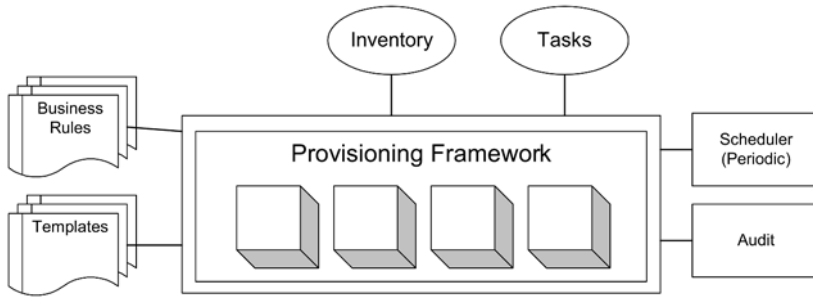 Inventory
Tasks
Business
Rules
Provisioning Framework
Scheduler
(Periodic)
Templates
Audit